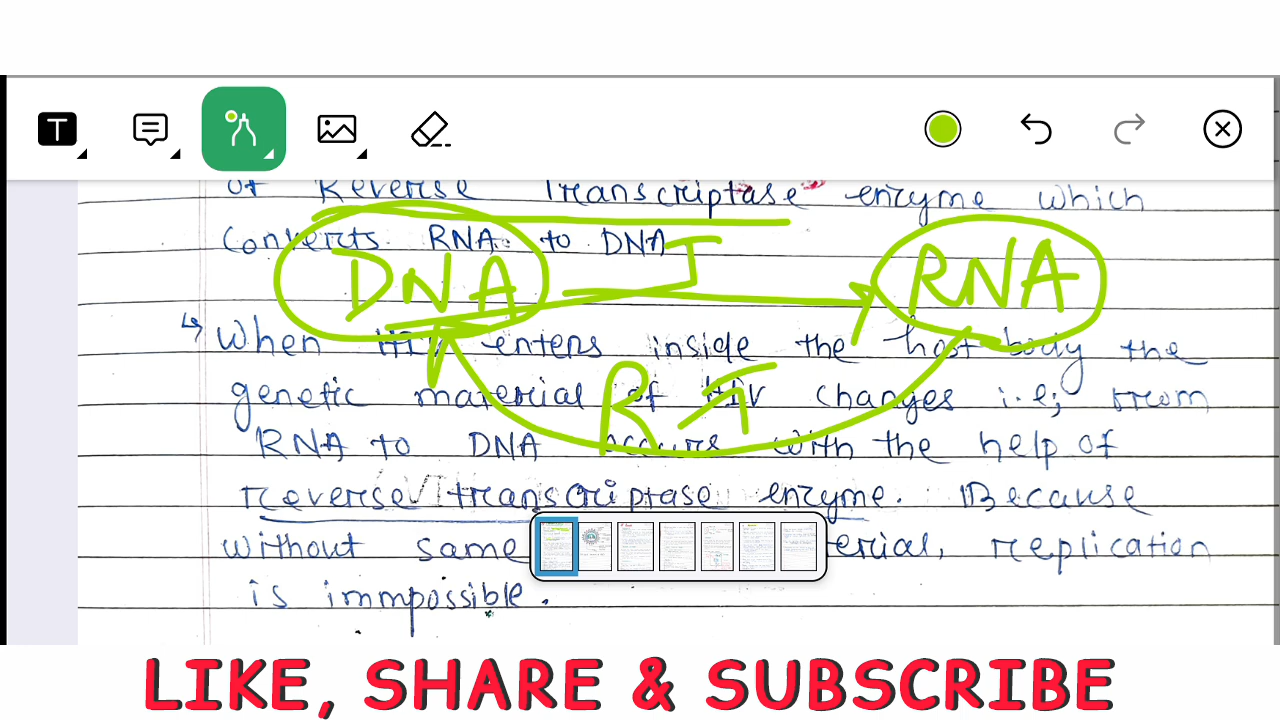 T
of Reverse Transcriptase enzyme which
converts RNA to DNA
DNA T RNA
↳ When HIV enters inside the host body the
genetic material of HIV changes i.e; from
RT
RNA to DNA occurs with the help of
reverse transcriptase enzyme. Because
without same erial, replication
is immpossible.
LIKE, SHARE & SUBSCRIBE